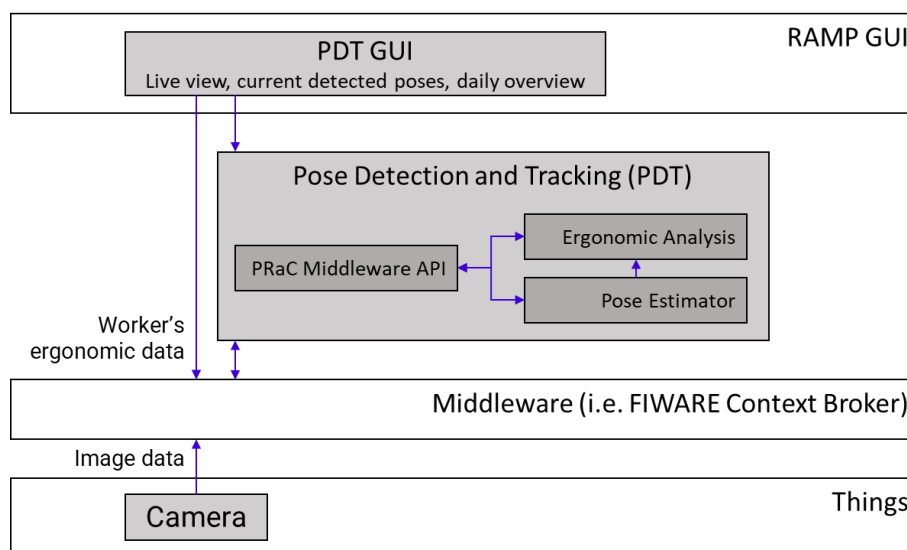 RAMP GUI
PDT GUI
Live view, current detected poses, daily overview
Pose Detection and Tracking (PDT)
Ergonomic Analysis
PRaC Middleware API
Pose Estimator
Worker's
ergonomic data
Middleware (i.e. FIWARE Context Broker)
Image data
Things
Camera